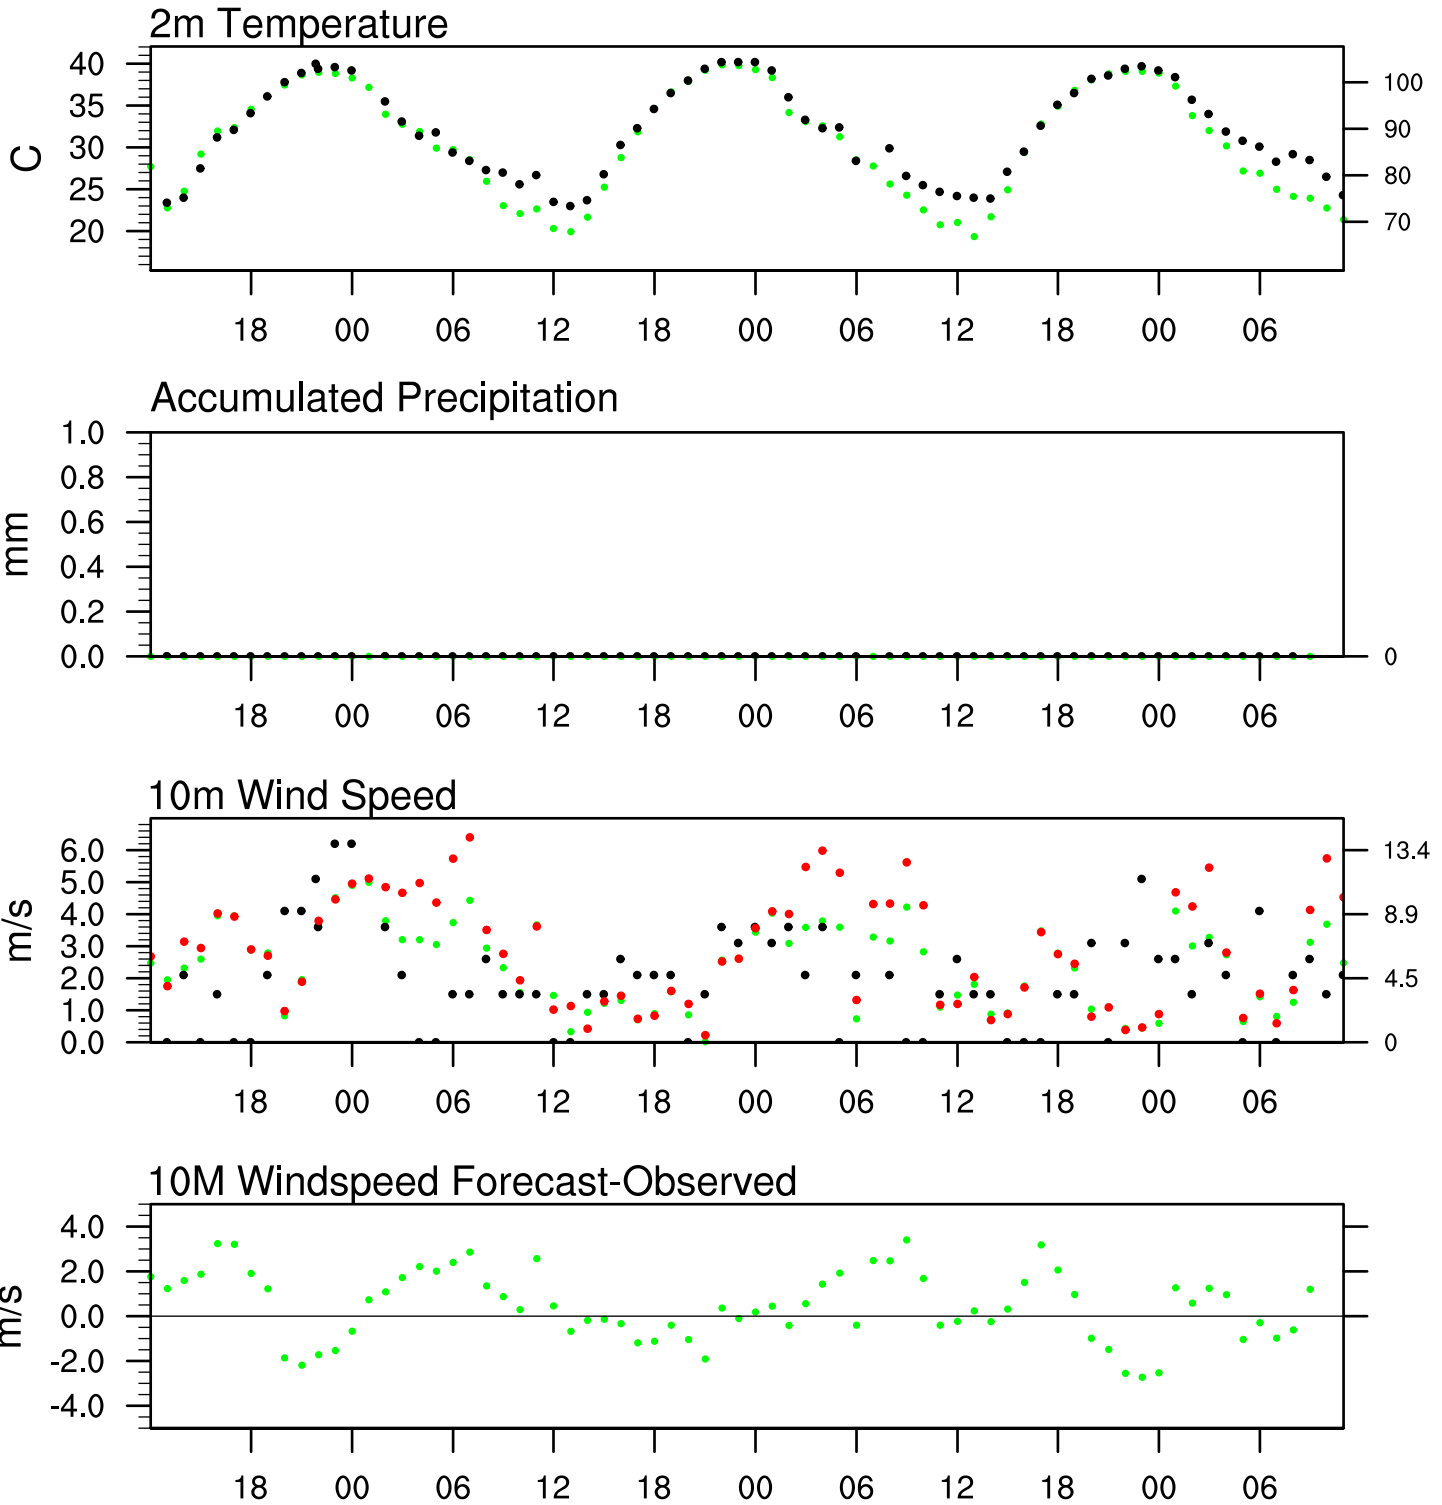 2m Temperature
40
35
30
25
20
C
100
90
80
70
18 00 06 12 18 00 06 12 18 00 06
Accumulated Precipitation
1.0
0.8
0.6
0.4
0.2
0.0
mm
0
18 00 06 12 18 00 06 12 18 00 06
10m Wind Speed
6.0
5.0
4.0
3.0
2.0
1.0
0.0
m/s
13.4
8.9
4.5
0
18 00 06 12 18 00 06 12 18 00 06
10M Windspeed Forecast-Observed
4.0
2.0
0.0
-2.0
-4.0
m/s
18 00 06 12 18 00 06 12 18 00 06